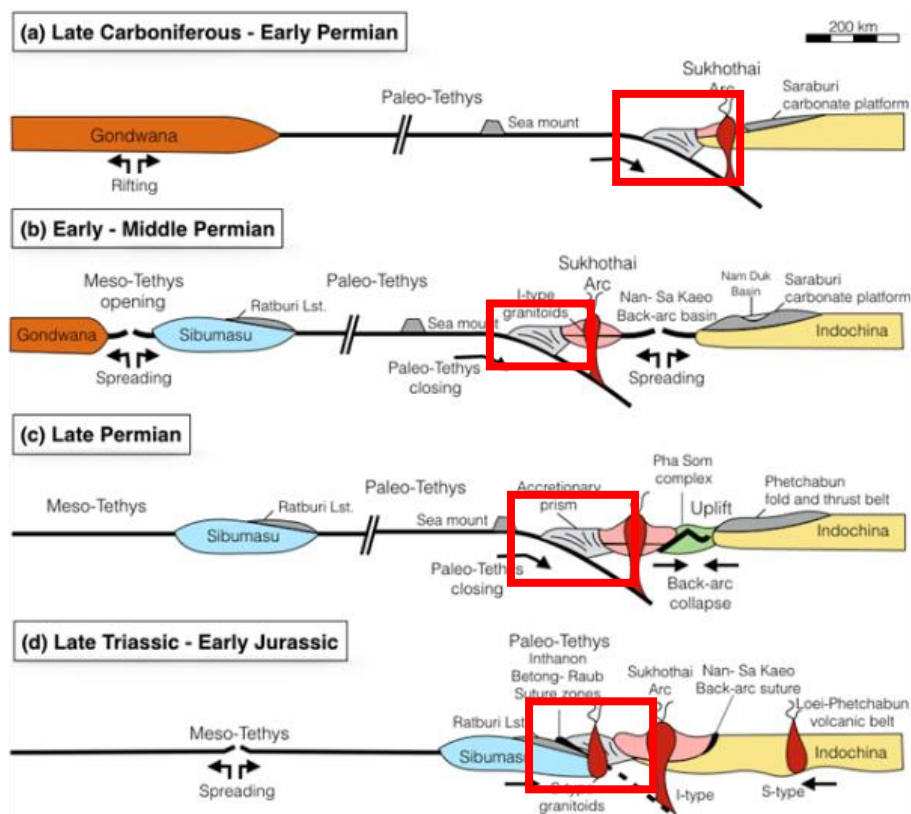 (a) Late Carboniferous - Early Permian
200 km
Sukhothai
Arc
Saraburi
carbonate platform
Paleo-Tethys
Sea mount
Gondwana
Rifting
(b) Early - Middle Permian
Meso-Tethys
opening
Ratburi Lst.
Paleo-Tethys
Sukhothai
Arc
I-type
granitoids
Nan- Sa Kaeo
Back-arc basin
Nam Duk
Basin
Saraburi
carbonate platform
Gondwana
Sibumasu
Sea mount
Indochina
Spreading
Paleo-Tethys
closing
Spreading
(c) Late Permian
Meso-Tethys
Ratburi Lst.
Paleo-Tethys
Sea mount
Accretionary
prism
Pha Som
complex
Uplift
Phetchabun
fold and thrust belt
Sibumasu
Indochina
Paleo-Tethys
closing
Back-arc
collapse
(d) Late Triassic - Early Jurassic
Paleo-Tethys
Inthanon
Betong- Raub
Suture zones
Sukhothai
Arc
Nan- Sa Kaeo
Back-arc suture
Loei-Phetchabun
volcanic belt
Ratburi Lst
Meso-Tethys
Sibumasu
Indochina
Spreading
S-type
granitoids
I-type
S-type